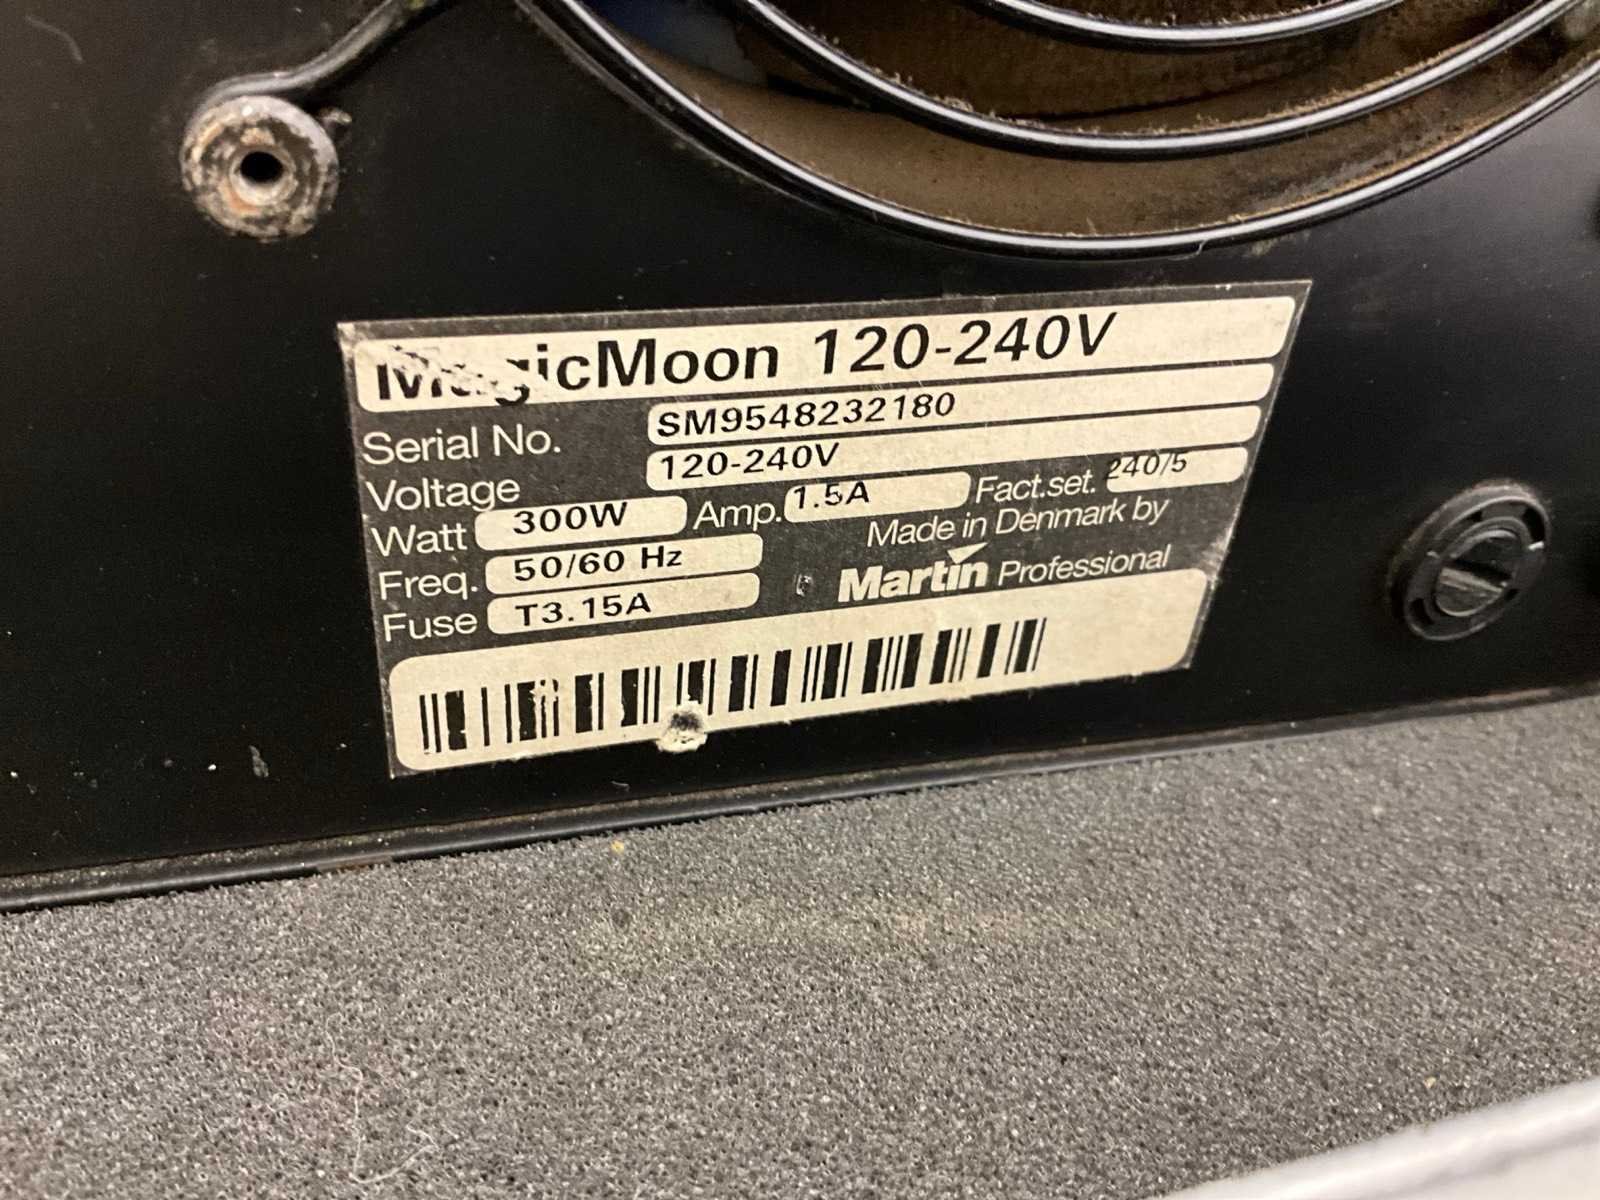 MagicMoon 120-240V
Serial No. SM9548232180
Voltage 120-240V
Watt 300W Amp. 1.5A Fact.set. 240/5
Freq. 50/60 Hz Made in Denmark by
Fuse T3.15A Martin Professional